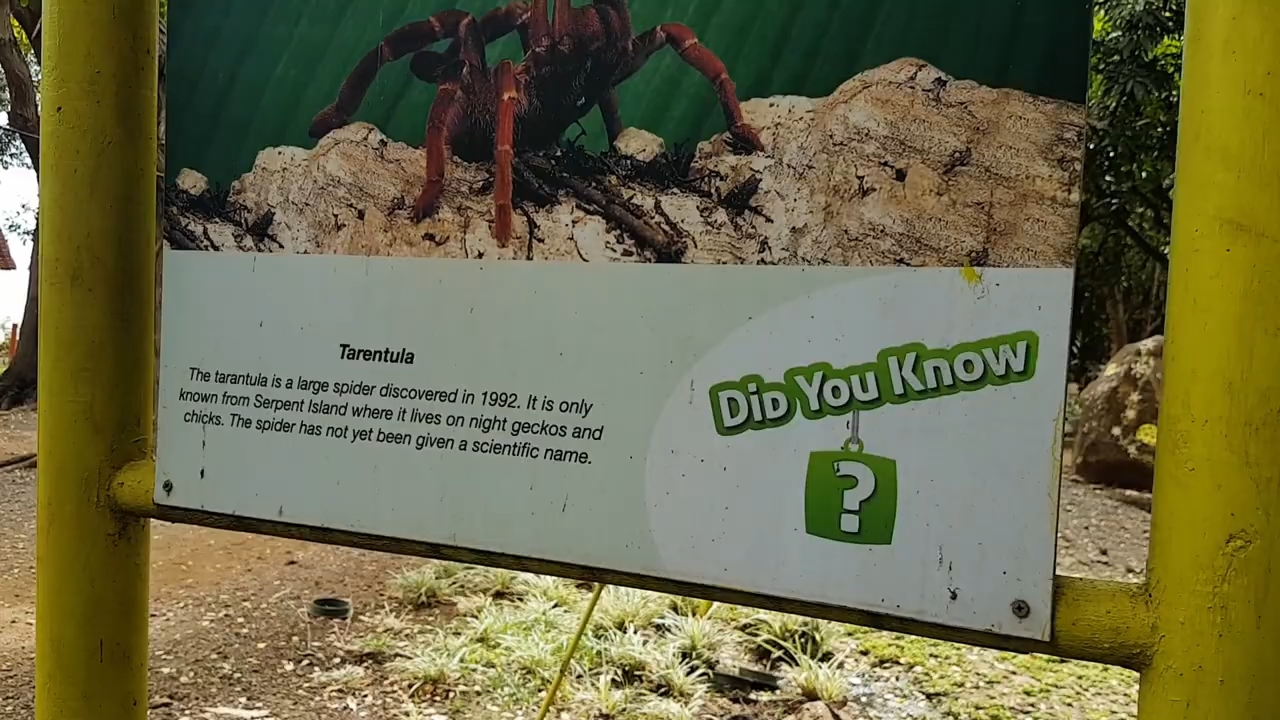 Tarentula
The tarantula is a large spider discovered in 1992. It is only
known from Serpent Island where it lives on night geckos and
chicks. The spider has not yet been given a scientific name.
Did You Know
?